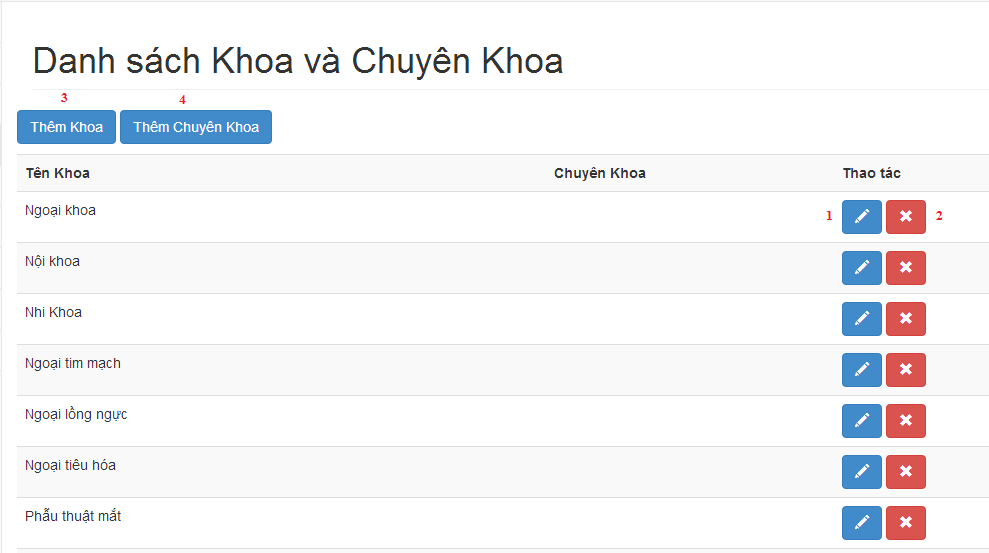 Danh sách Khoa và Chuyên Khoa
3 4
Thêm Khoa Thêm Chuyên Khoa
Tên Khoa Chuyên Khoa Thao tác
Ngoại khoa 1 2
Nội khoa
Nhi Khoa
Ngoại tim mạch
Ngoại lồng ngực
Ngoại tiêu hóa
Phẫu thuật mắt